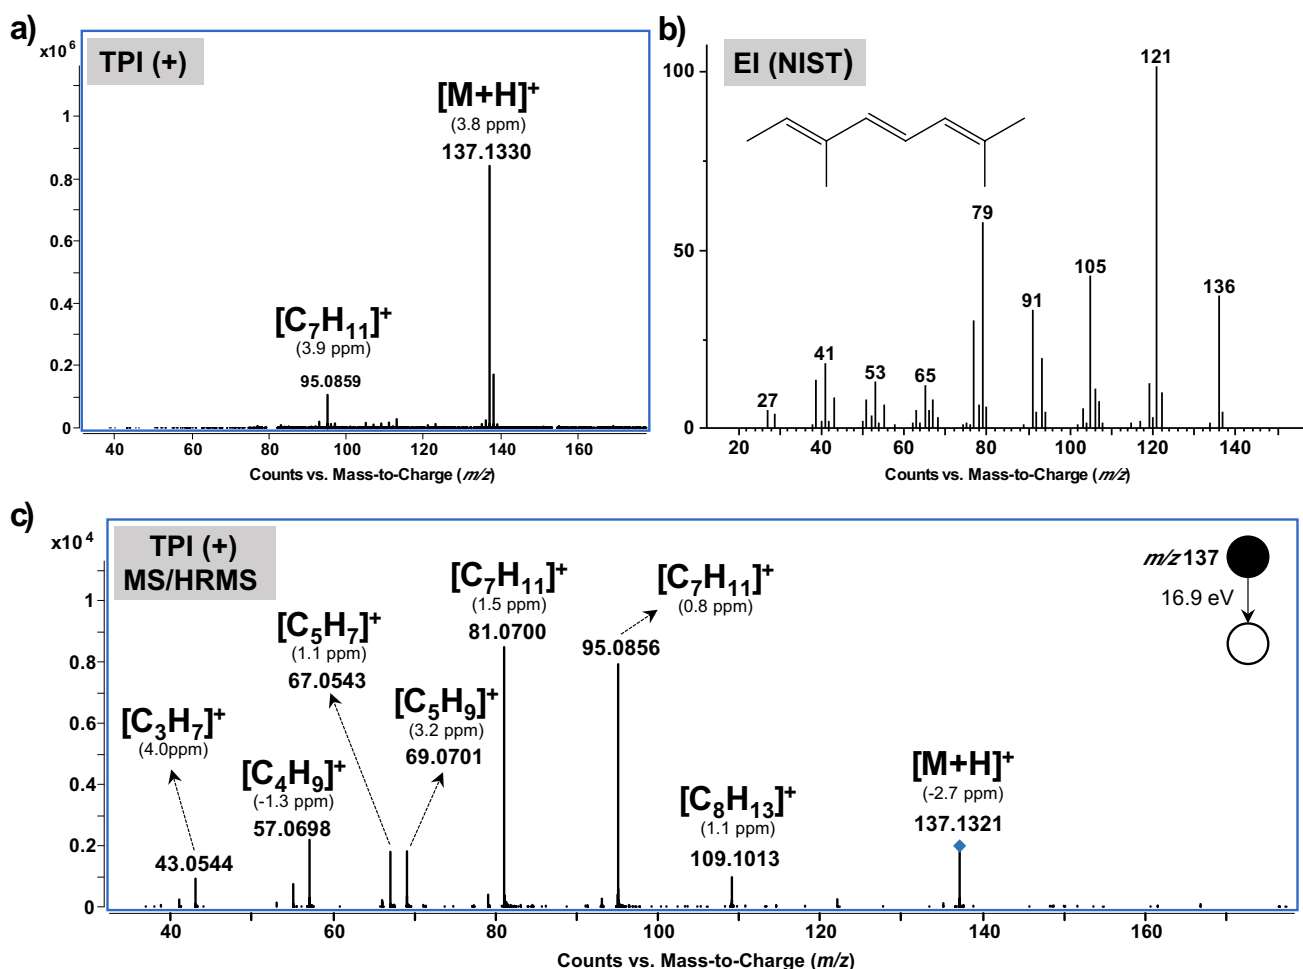 a)
TPI (+)
x10⁶
[M+H]⁺
(3.8 ppm)
137.1330
[C₇H₁₁]⁺
(3.9 ppm)
95.0859
1
0.8
0.6
0.4
0.2
0
40 60 80 100 120 140 160
Counts vs. Mass-to-Charge (m/z)
b)
EI (NIST)
100
50
0
27
41
53
65
79
91
105
121
136
20 40 60 80 100 120 140
Counts vs. Mass-to-Charge (m/z)
c)
TPI (+)
MS/HRMS
x10⁴
1
0.8
0.6
0.4
0.2
0
[C₃H₇]⁺
(4.0ppm)
43.0544
[C₄H₉]⁺
(-1.3 ppm)
57.0698
[C₅H₇]⁺
(1.1 ppm)
67.0543
[C₅H₉]⁺
(3.2 ppm)
69.0701
[C₇H₁₁]⁺
(1.5 ppm)
81.0700
[C₇H₁₁]⁺
(0.8 ppm)
95.0856
[C₈H₁₃]⁺
(1.1 ppm)
109.1013
[M+H]⁺
(-2.7 ppm)
137.1321
m/z 137
16.9 eV
40 60 80 100 120 140 160
Counts vs. Mass-to-Charge (m/z)